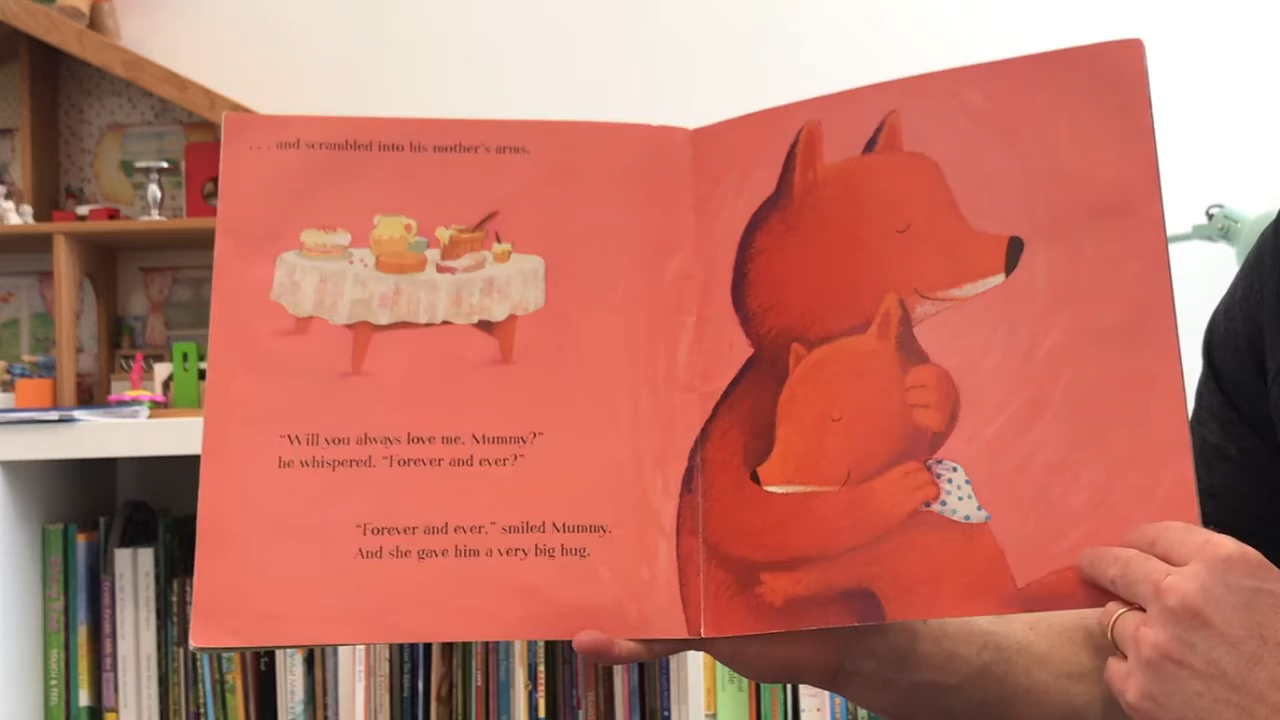 . . . and scrambled into his mother's arms.
"Will you always love me, Mummy?"
he whispered. "Forever and ever?"
"Forever and ever," smiled Mummy.
And she gave him a very big hug.